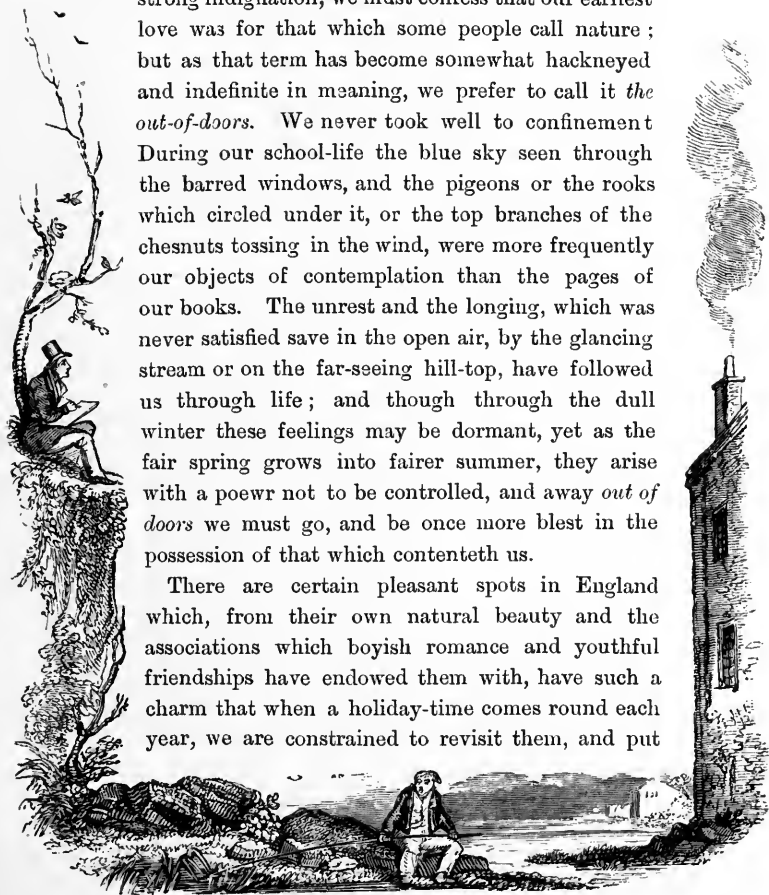 strong indignation, we must confess that our earliest
love was for that which some people call nature ;
but as that term has become somewhat hackneyed
and indefinite in meaning, we prefer to call it the
out-of-doors. We never took well to confinement
During our school-life the blue sky seen through
the barred windows, and the pigeons or the rooks
which circled under it, or the top branches of the
chesnuts tossing in the wind, were more frequently
our objects of contemplation than the pages of
our books. The unrest and the longing, which was
never satisfied save in the open air, by the glancing
stream or on the far-seeing hill-top, have followed
us through life ; and though through the dull
winter these feelings may be dormant, yet as the
fair spring grows into fairer summer, they arise
with a poewr not to be controlled, and away out of
doors we must go, and be once more blest in the
possession of that which contenteth us.
There are certain pleasant spots in England
which, from their own natural beauty and the
associations which boyish romance and youthful
friendships have endowed them with, have such a
charm that when a holiday-time comes round each
year, we are constrained to revisit them, and put